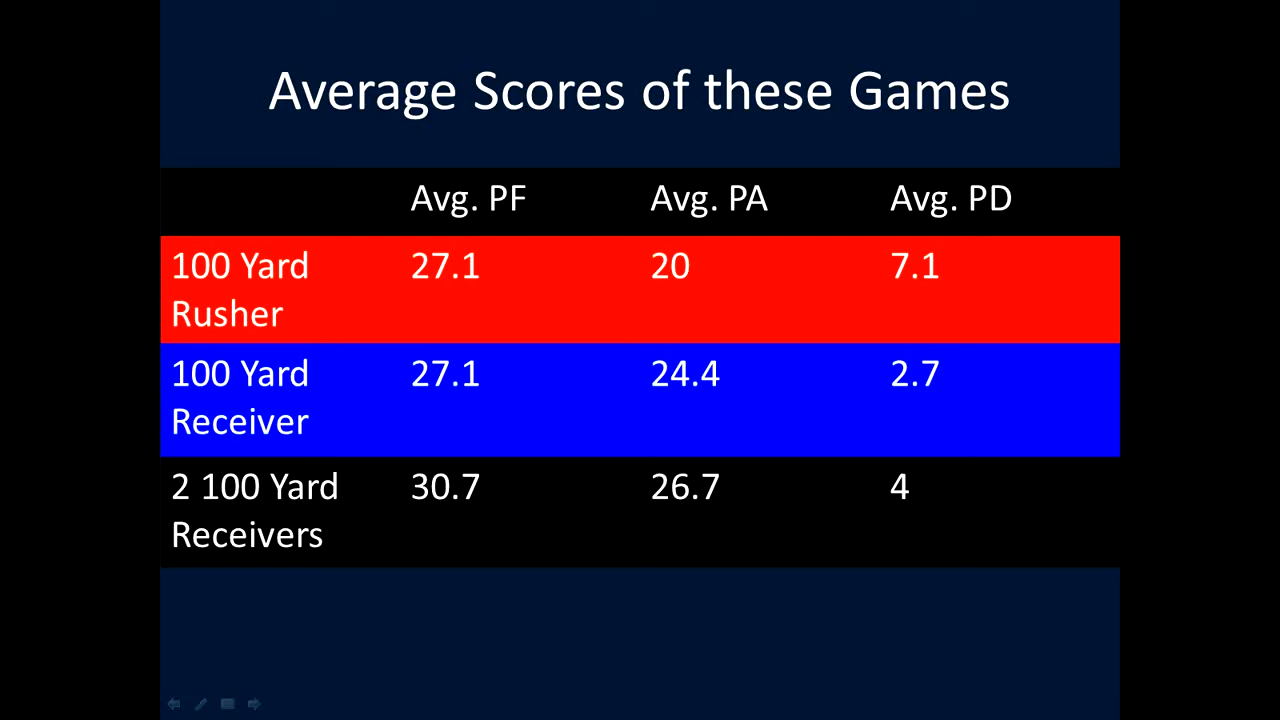 Average Scores of these Games
Avg. PF Avg. PA Avg. PD
100 Yard 27.1 20 7.1
Rusher
100 Yard 27.1 24.4 2.7
Receiver
2 100 Yard 30.7 26.7 4
Receivers